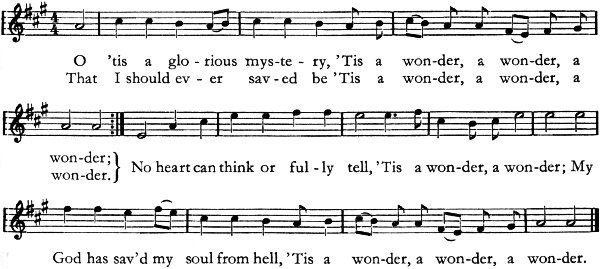 O 'tis a glo - rious mys - te - ry, 'Tis a won-der, a won-der, a
That I should ev - er sav - ed be 'Tis a won-der, a won-der, a
won-der;
wonder.} No heart can think or ful - ly tell, 'Tis a won-der, a won-der; My
God has sav'd my soul from hell, 'Tis a won-der, a won-der, a won-der.